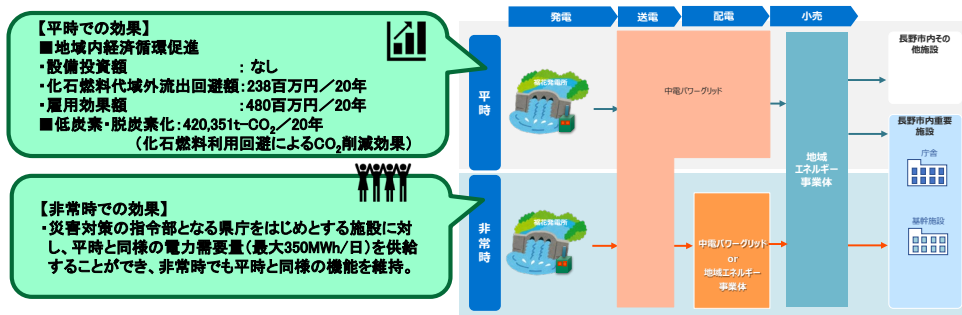 【平時での効果】
■地域内経済循環促進
・設備投資額　　　　　　　　　：なし
・化石燃料代域外流出回避額：238百万円／20年
・雇用効果額　　　　　　　　　：480百万円／20年
■低炭素・脱炭素化：420,351t-CO2／20年
（化石燃料利用回避によるCO2削減効果）
【非常時での効果】
・災害対策の指令部となる県庁をはじめとする施設に対
し、平時と同様の電力需要量（最大350MWh/日）を供給
することができ、非常時でも平時と同様の機能を維持。
発電
送電
配電
小売
平時
裾花発電所
中電パワーグリッド
地域
エネルギー
事業体
長野市内その
他施設
長野市内重要
施設
庁舎
基幹施設
非常時
裾花発電所
中電パワーグリッド
or
地域エネルギー
事業体